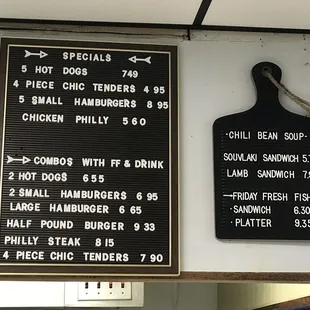 SPECIALS
5 HOT DOGS 749
4 PIECE CHIC TENDERS 4 95
5 SMALL HAMBURGERS 8 95
CHICKEN PHILLY 5 60
COMBOS WITH FF & DRINK
2 HOT DOGS 6 55
2 SMALL HAMBURGERS 6 95
LARGE HAMBURGER 6 65
HALF POUND BURGER 9 33
PHILLY STEAK 8 15
4 PIECE CHIC TENDERS 7 90
· CHILI BEAN SOUP ·
SOUVLAKI SANDWICH 5.
LAMB SANDWICH 7.
FRIDAY FRESH FISH
· SANDWICH 6.30
· PLATTER 9.35